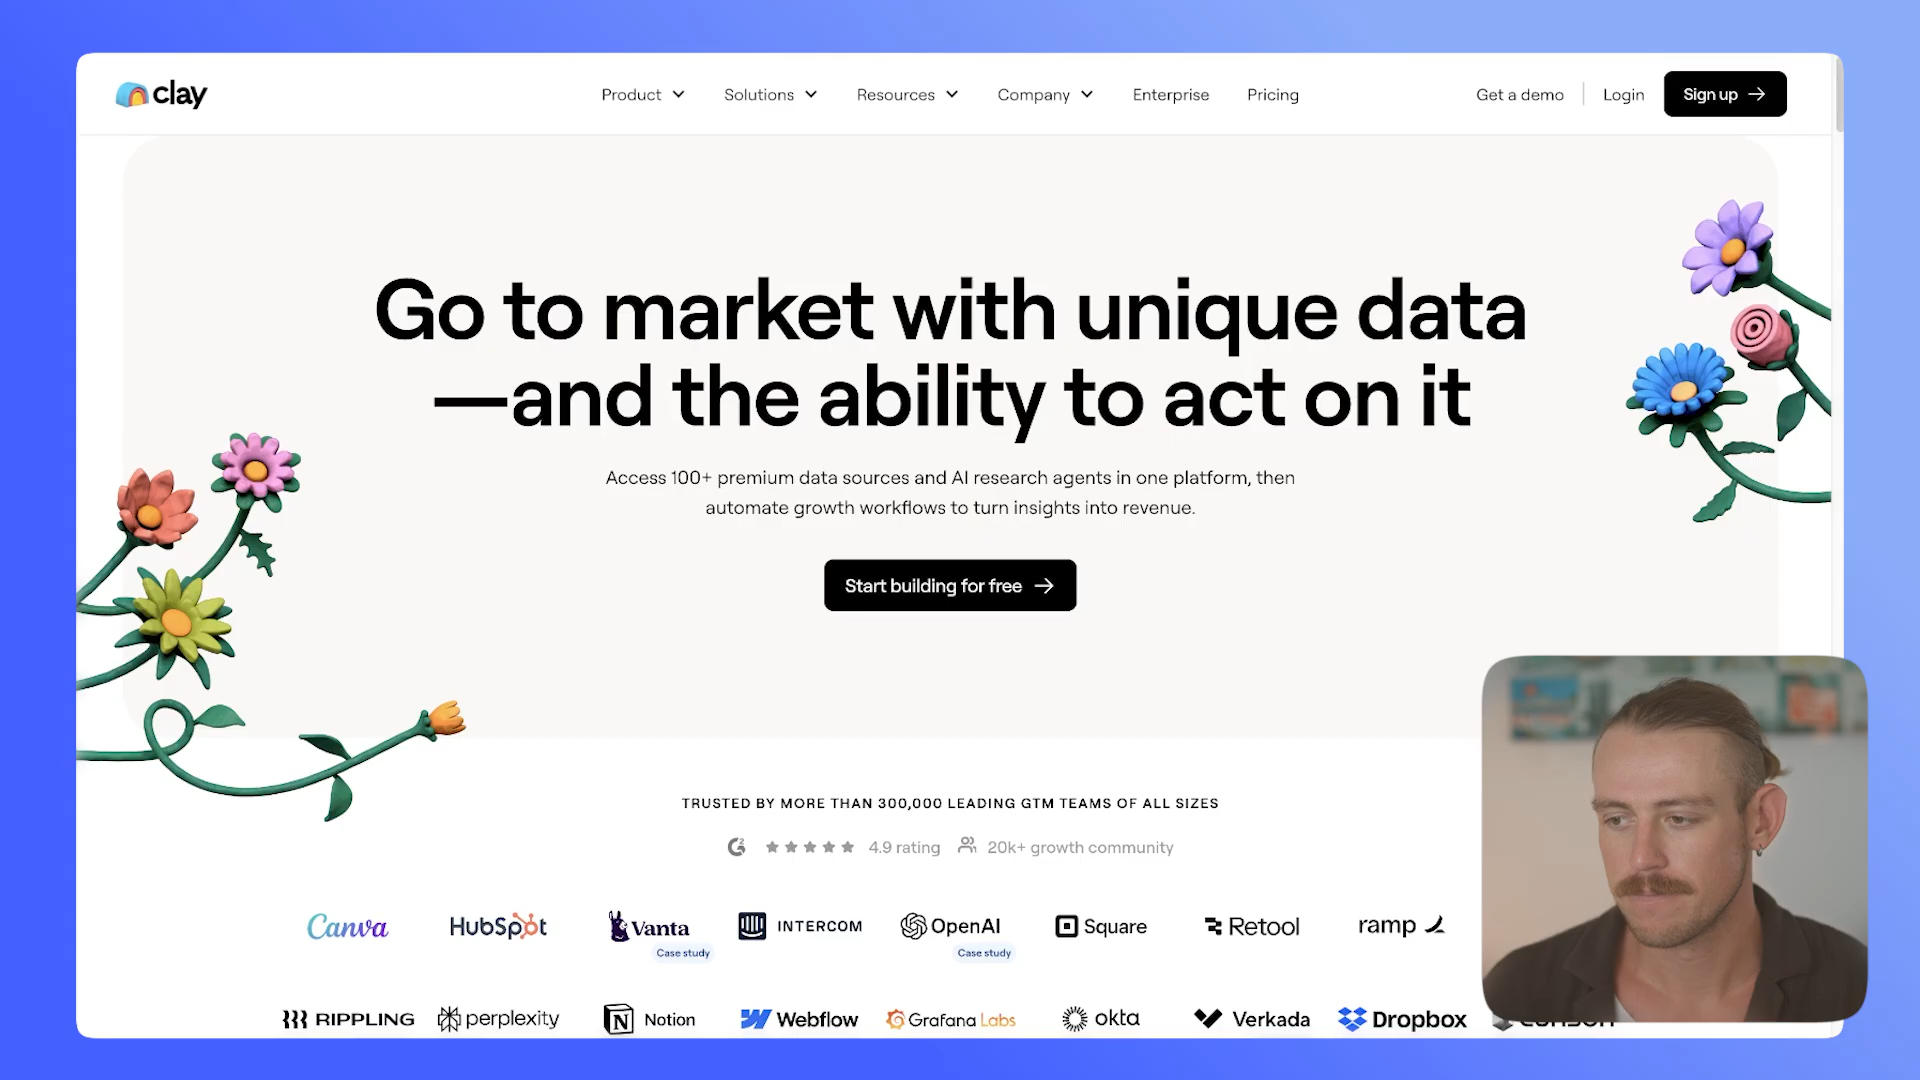 clay
Product
Solutions
Resources
Company
Enterprise
Pricing
Get a demo
Login
Sign up
Go to market with unique data
—and the ability to act on it
Access 100+ premium data sources and AI research agents in one platform, then
automate growth workflows to turn insights into revenue.
Start building for free
TRUSTED BY MORE THAN 300,000 LEADING GTM TEAMS OF ALL SIZES
4.9 rating
20k+ growth community
Canva
HubSpot
Vanta
Case study
INTERCOM
OpenAI
Case study
Square
Retool
ramp
RIPPLING
perplexity
Notion
Webflow
Grafana Labs
okta
Verkada
Dropbox